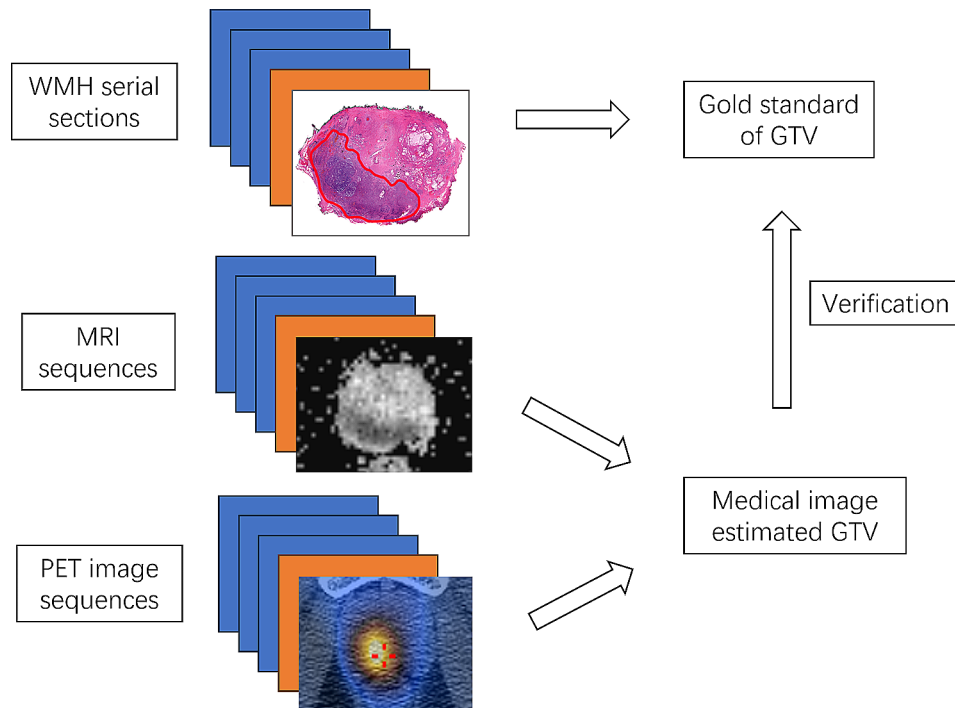 WMH serial
sections
Gold standard
of GTV
MRI
sequences
Verification
PET image
sequences
Medical image
estimated GTV